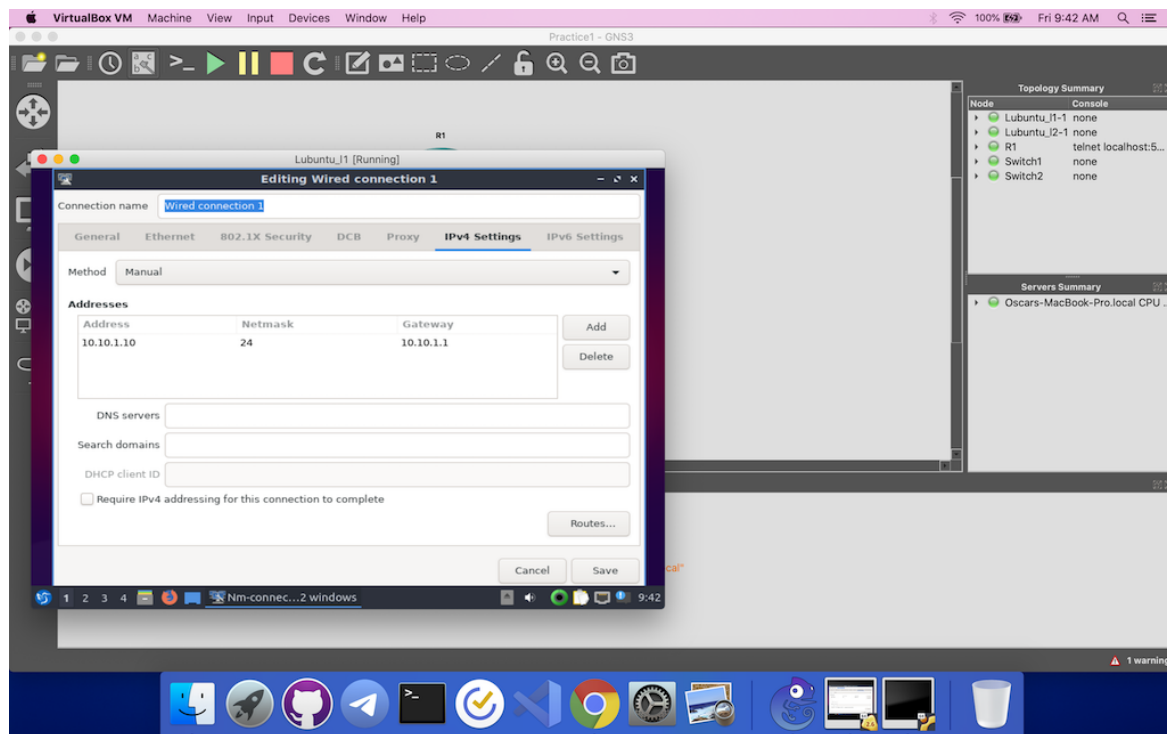 VirtualBox VM Machine View Input Devices Window Help 100% Fri 9:42 AM
Practice1 - GNS3
Topology Summary
Node Console
Lubuntu_l1-1 none
Lubuntu_l2-1 none
R1 telnet localhost:5...
Switch1 none
Switch2 none
R1
Servers Summary
Oscars-MacBook-Pro.local CPU ..
Lubuntu_l1 [Running]
Editing Wired connection 1
Connection name Wired connection 1
General Ethernet 802.1X Security DCB Proxy IPv4 Settings IPv6 Settings
Method Manual
Addresses
Address Netmask Gateway
10.10.1.10 24 10.10.1.1
Add
Delete
DNS servers
Search domains
DHCP client ID
Require IPv4 addressing for this connection to complete
Routes...
Cancel Save
cal"
1 2 3 4 Nm-connec...2 windows 9:42
1 warning